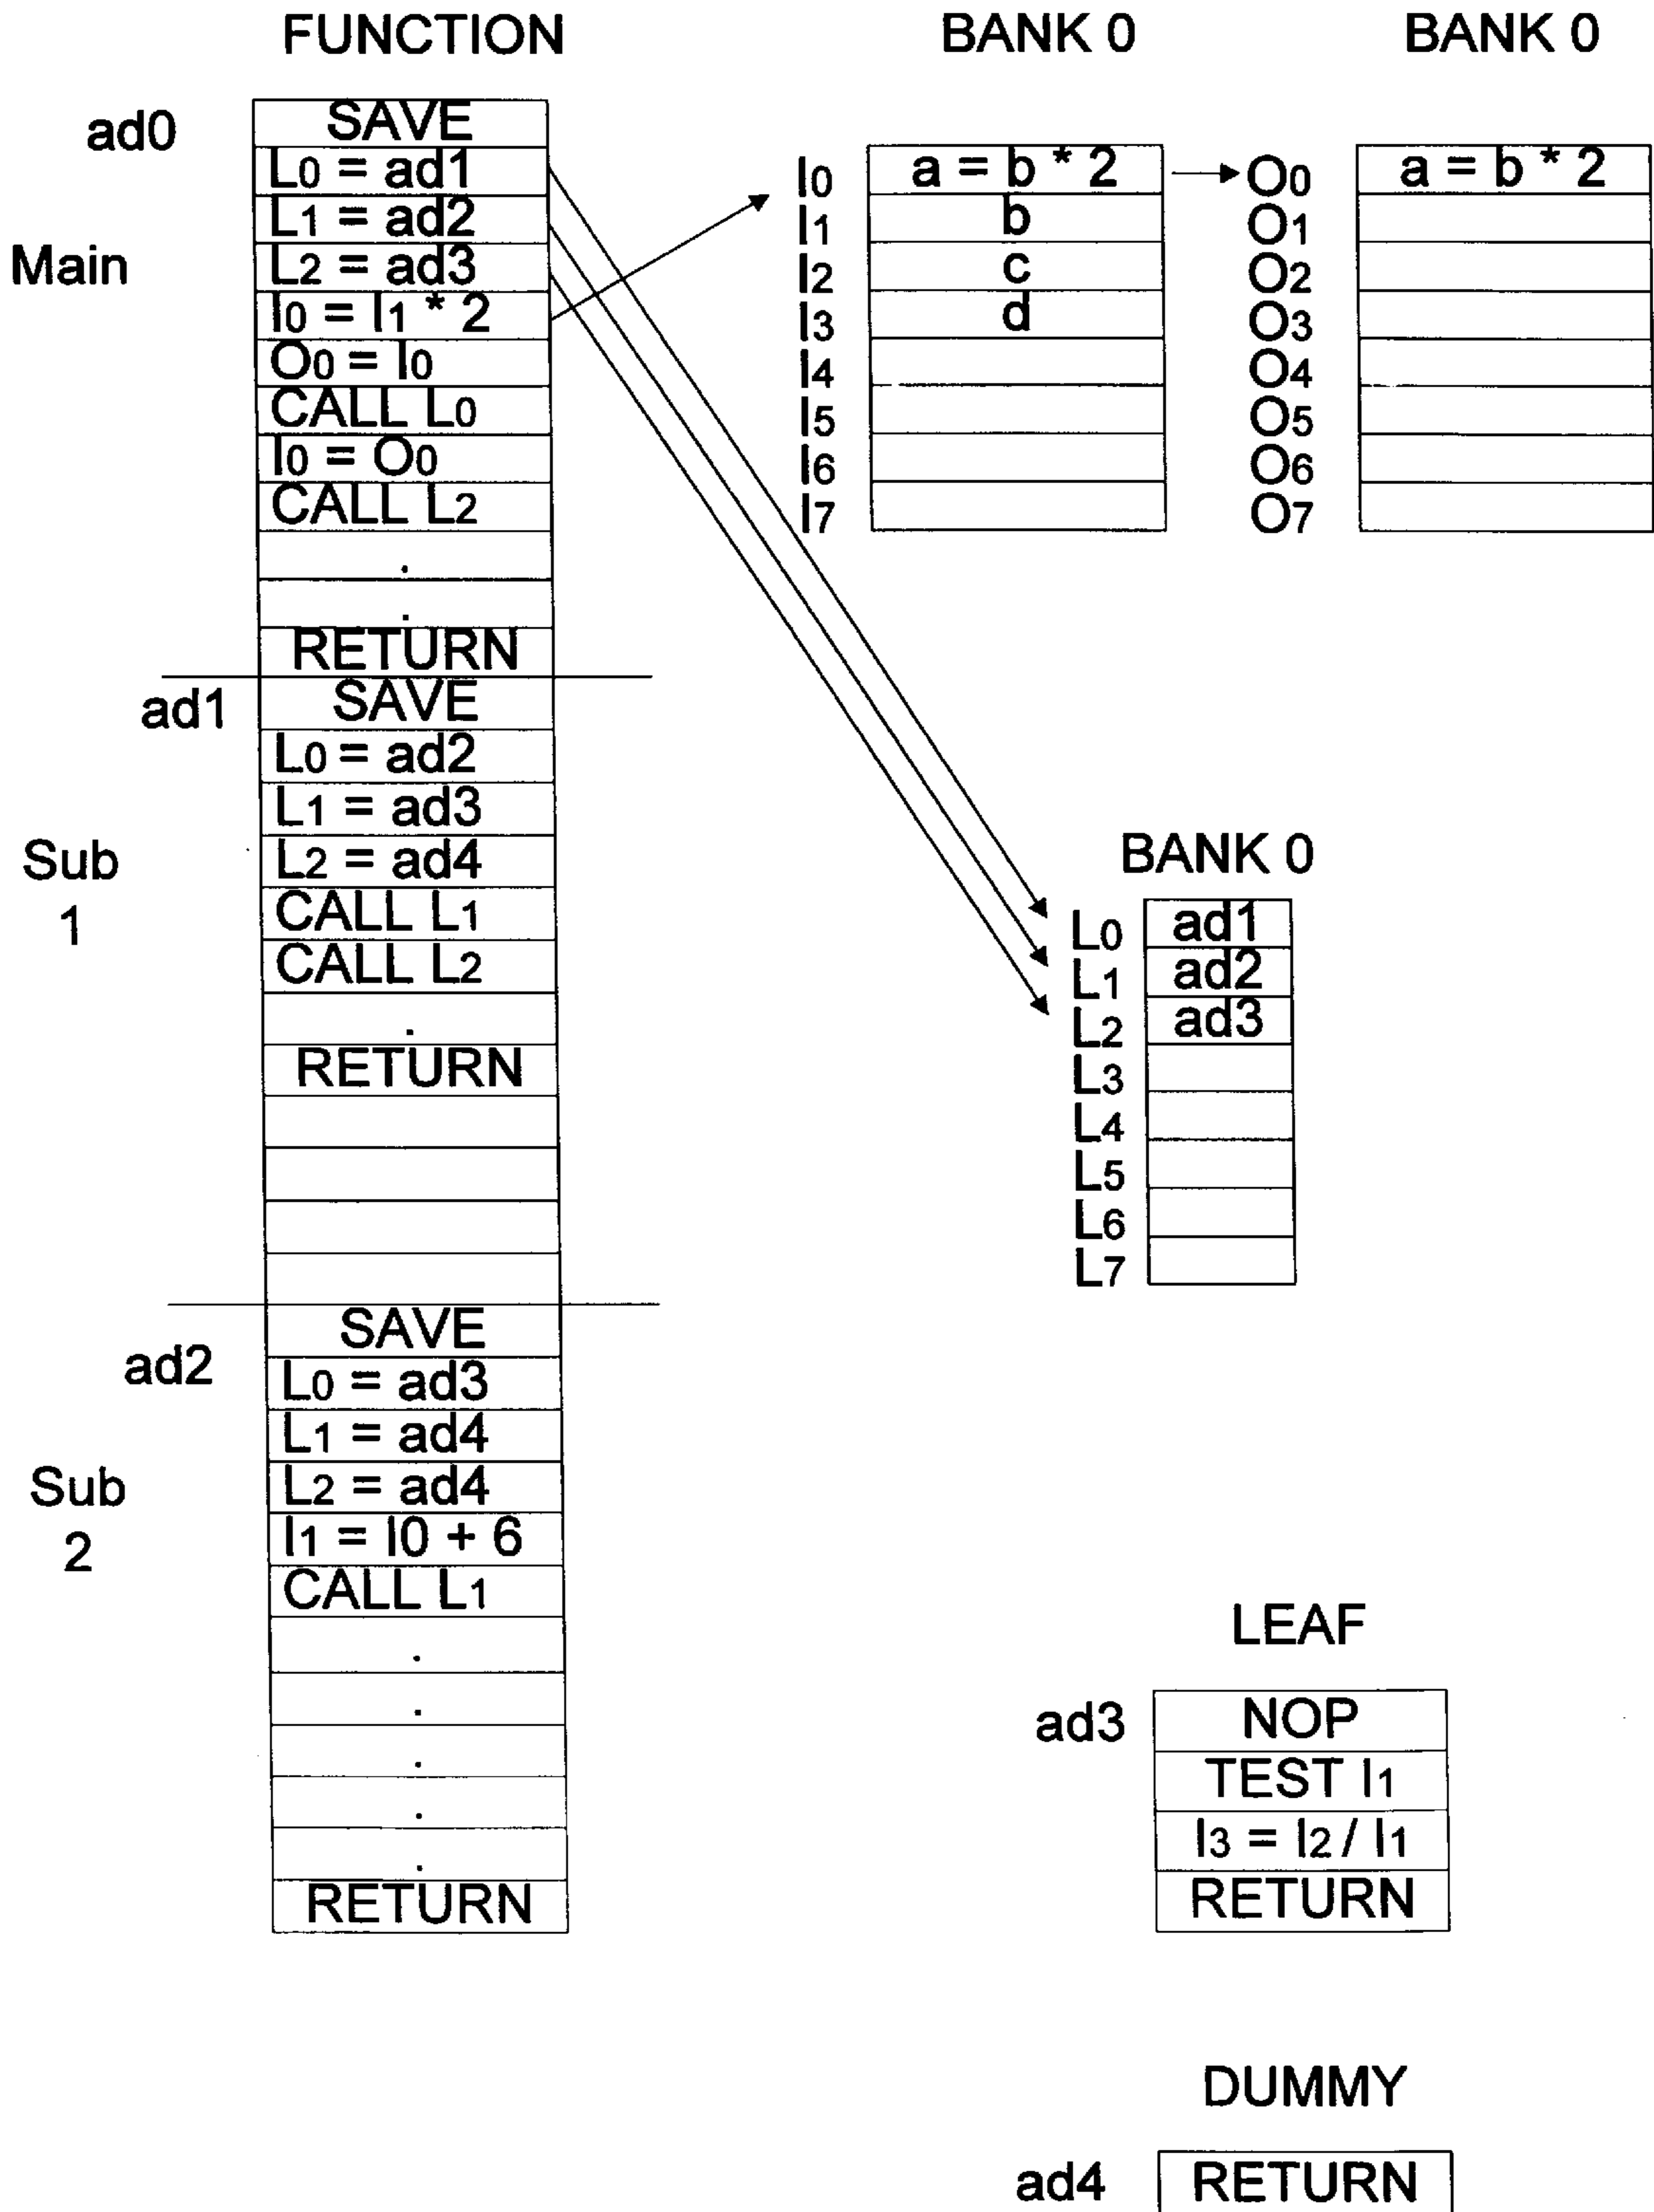 FUNCTION
ad0
Main
SAVE
L0 = ad1
L1 = ad2
L2 = ad3
I0 = I1 * 2
O0 = I0
CALL L0
I0 = O0
CALL L2
.
.
RETURN
ad1
Sub
1
SAVE
L0 = ad2
L1 = ad3
L2 = ad4
CALL L1
CALL L2
.
RETURN
ad2
Sub
2
SAVE
L0 = ad3
L1 = ad4
L2 = ad4
I1 = I0 + 6
CALL L1
.
.
.
.
.
RETURN
BANK 0
I0 a = b * 2
I1 b
I2 c
I3 d
I4
I5
I6
I7
BANK 0
O0 a = b * 2
O1
O2
O3
O4
O5
O6
O7
BANK 0
L0 ad1
L1 ad2
L2 ad3
L3
L4
L5
L6
L7
LEAF
ad3 NOP
TEST I1
I3 = I2 / I1
RETURN
DUMMY
ad4 RETURN